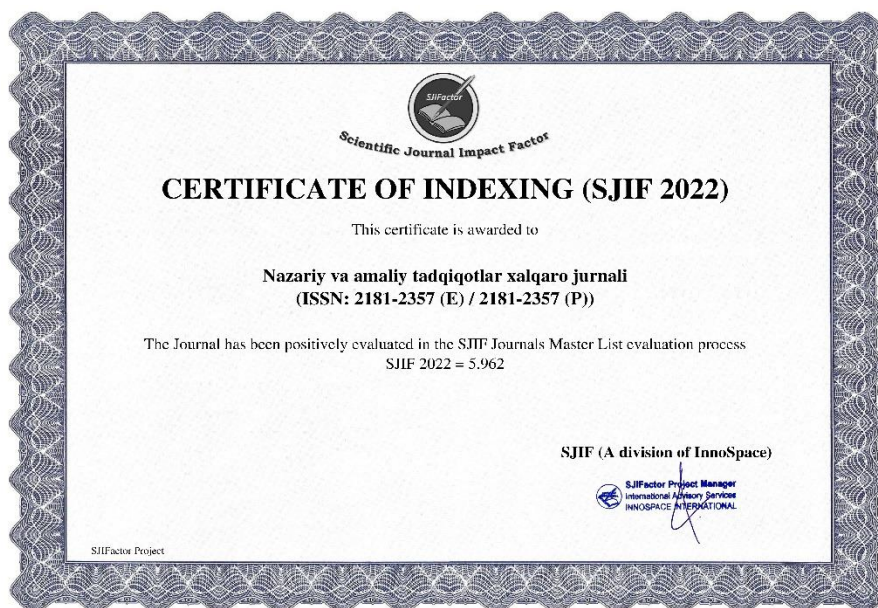 SJIFactor
Scientific Journal Impact Factor
CERTIFICATE OF INDEXING (SJIF 2022)
This certificate is awarded to
Nazariy va amaliy tadqiqotlar xalqaro jurnali
(ISSN: 2181-2357 (E) / 2181-2357 (P))
The Journal has been positively evaluated in the SJIF Journals Master List evaluation process
SJIF 2022 = 5.962
SJIF (A division of InnoSpace)
SJIFactor Project Manager
International Advisory Services
INNOSPACE INTERNATIONAL
SJIFactor Project